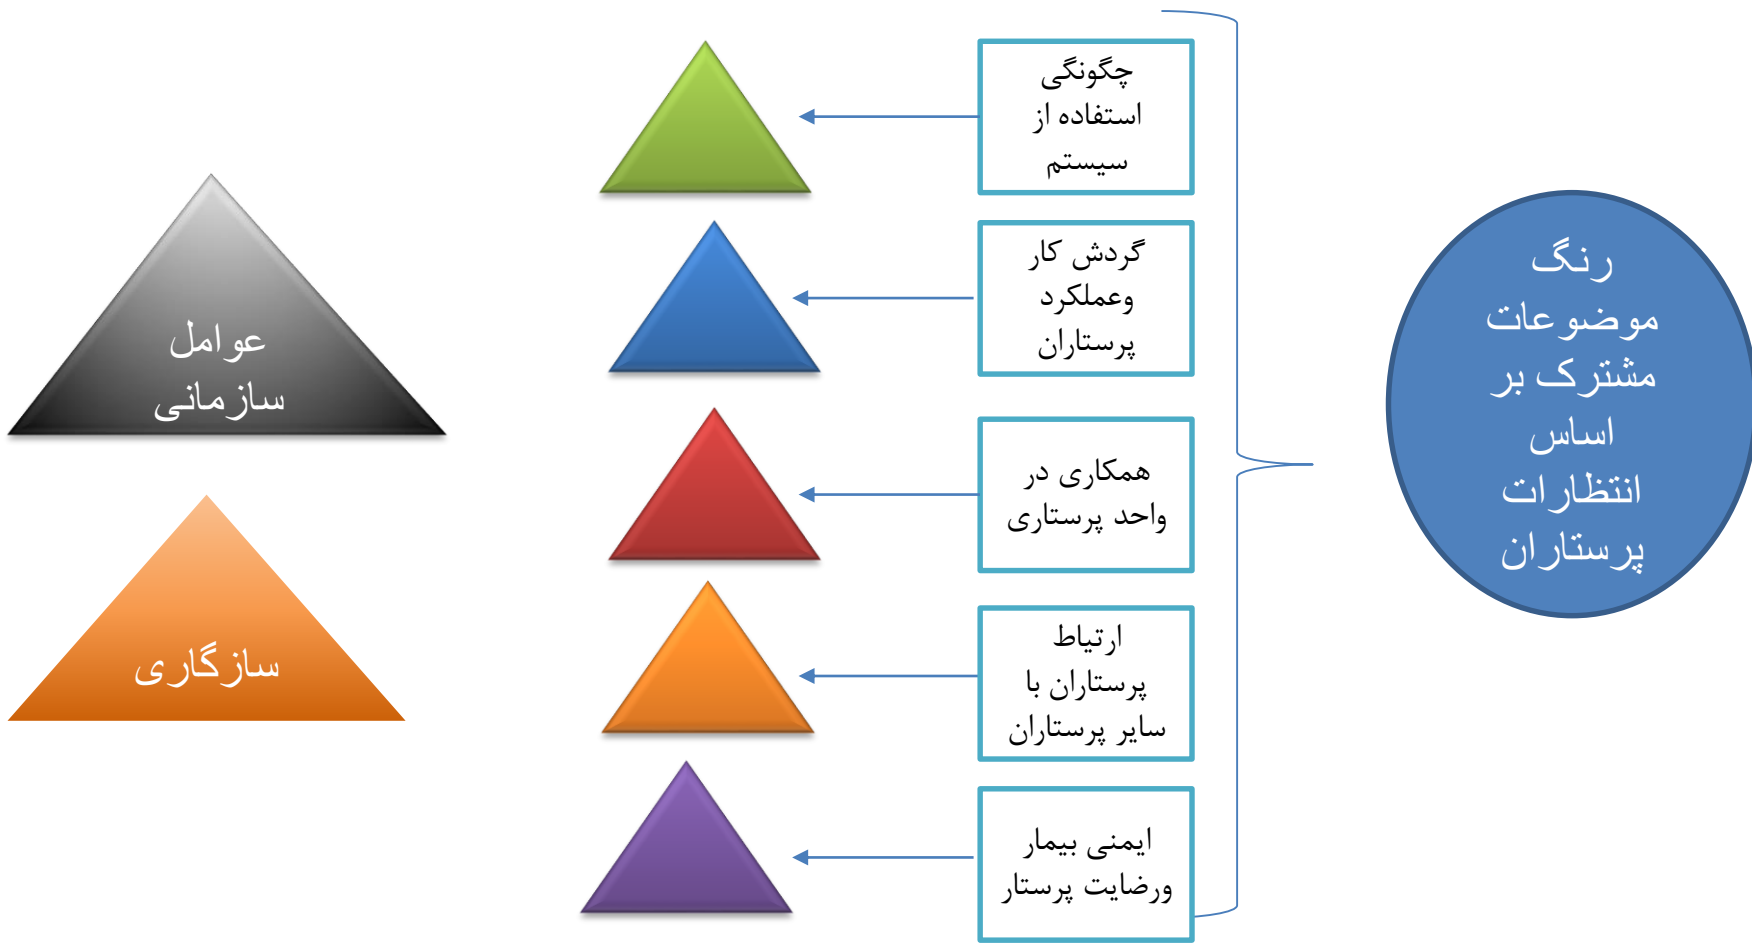 رنگ
موضوعات
مشترک بر
اساس
انتظارات
پرستاران
چگونگی
استفاده از
سیستم
گردش کار
وعملکرد
پرستاران
همکاری در
واحد پرستاری
ارتیاط
پرستاران با
سایر پرستاران
ایمنی بیمار
ورضایت پرستار
عوامل
سازمانی
سازگاری